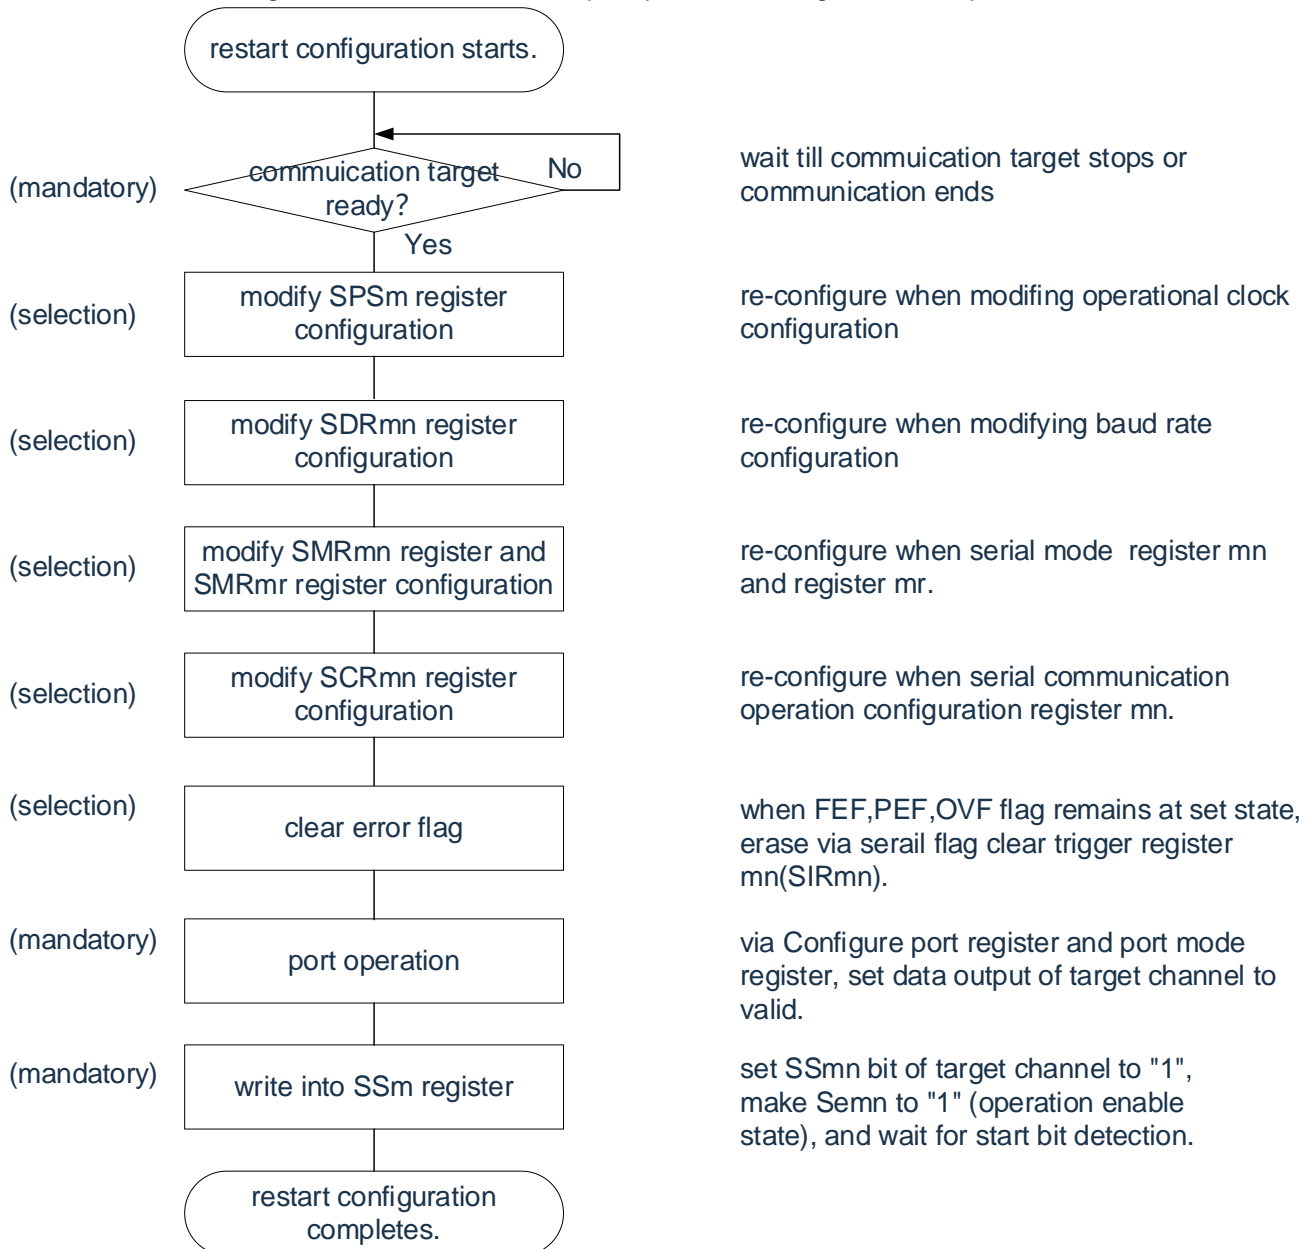 restart configuration starts.
commuication target
ready?
No
(mandatory)
wait till commuication target stops or
communication ends
Yes
(selection)
modify SPSm register
configuration
re-configure when modifing operational clock
configuration
(selection)
modify SDRmn register
configuration
re-configure when modifying baud rate
configuration
(selection)
modify SMRmn register and
SMRmr register configuration
re-configure when serial mode  register mn
and register mr.
(selection)
modify SCRmn register
configuration
re-configure when serial communication
operation configuration register mn.
(selection)
clear error flag
when FEF,PEF,OVF flag remains at set state,
erase via serail flag clear trigger register
mn(SIRmn).
(mandatory)
port operation
via Configure port register and port mode
register, set data output of target channel to
valid.
(mandatory)
write into SSm register
set SSmn bit of target channel to "1",
make Semn to "1" (operation enable
state), and wait for start bit detection.
restart configuration
completes.